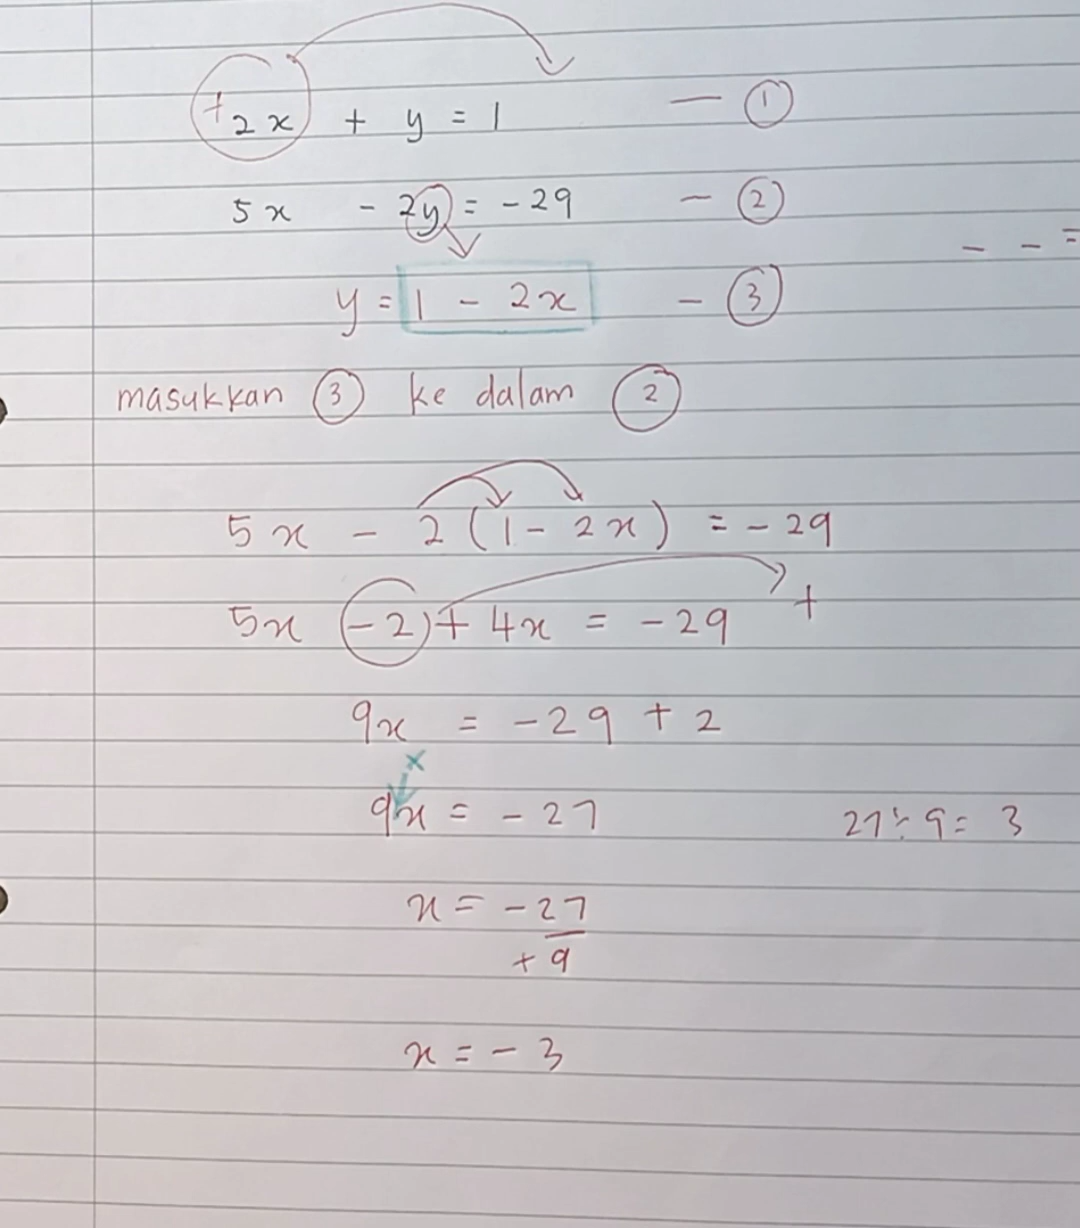 +2x + y = 1 — ①
5x - 2y = -29 — ②
- - =
y = 1 - 2x — ③
masukkan ③ ke dalam ②
5x - 2(1 - 2x) = -29
5x -2 + 4x = -29 +
9x = -29 + 2
x
9x = -27 27 ÷ 9 = 3
x = -27
+9
x = -3